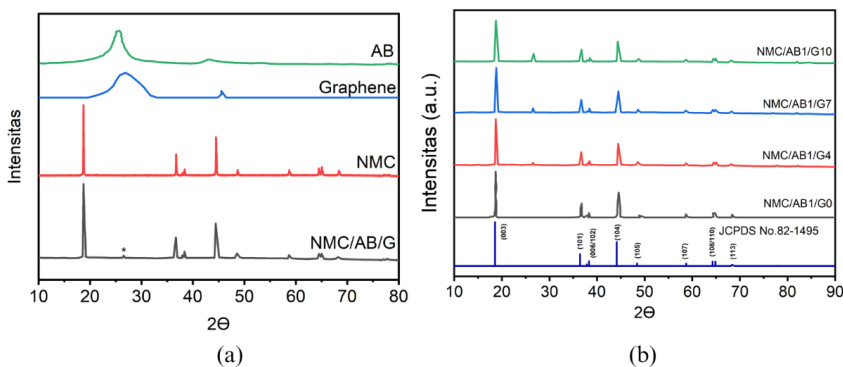 Intensitas
AB
Graphene
NMC
NMC/AB/G
*
10 20 30 40 50 60 70 80
2Θ
(a)
Intensitas (a.u.)
NMC/AB1/G10
NMC/AB1/G7
NMC/AB1/G4
NMC/AB1/G0
JCPDS No.82-1495
(003)
(101)
(006/102)
(104)
(105)
(107)
(108/110)
(113)
10 20 30 40 50 60 70 80 90
2Θ
(b)